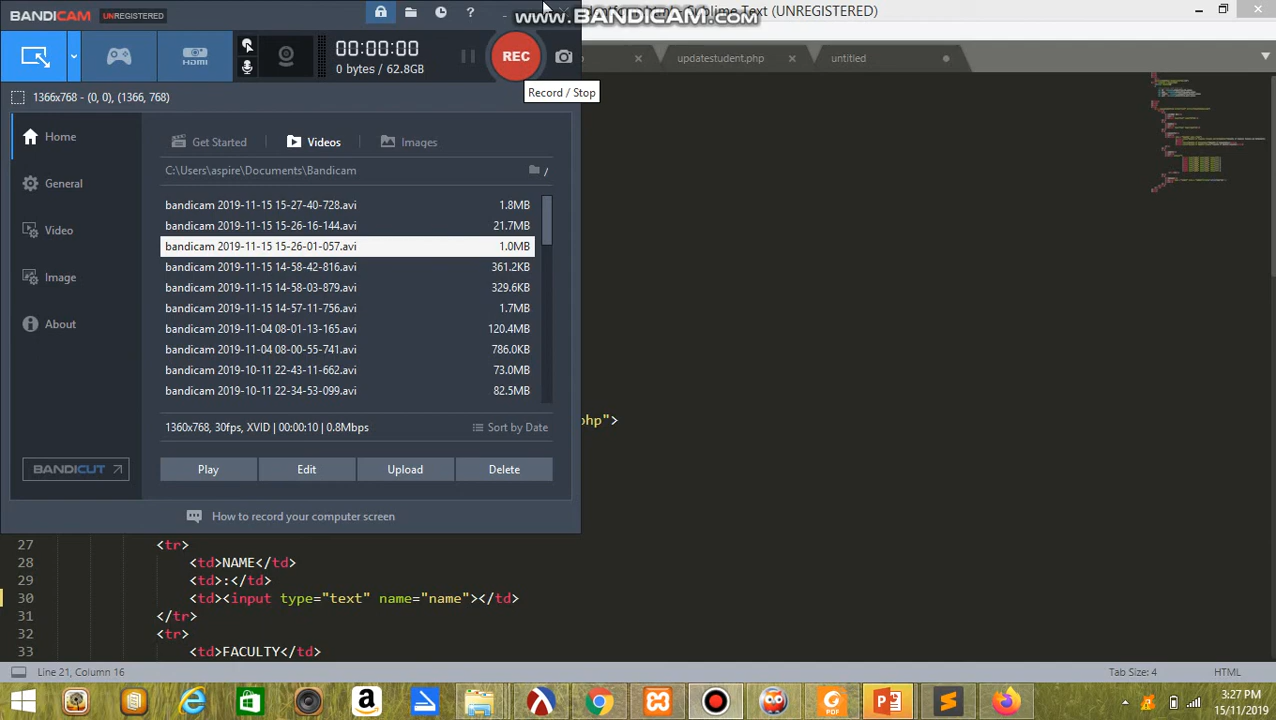 BANDICAM UNREGISTERED
www.BANDICAM.com
Sublime Text (UNREGISTERED)
HDMI
00:00:00
0 bytes / 62.8GB
REC
updatestudent.php
untitled
Record / Stop
1366x768 - (0, 0), (1366, 768)
Home
General
Video
Image
About
Get Started
Videos
Images
C:\Users\aspire\Documents\Bandicam
/
bandicam 2019-11-15 15-27-40-728.avi 1.8MB
bandicam 2019-11-15 15-26-16-144.avi 21.7MB
bandicam 2019-11-15 15-26-01-057.avi 1.0MB
bandicam 2019-11-15 14-58-42-816.avi 361.2KB
bandicam 2019-11-15 14-58-03-879.avi 329.6KB
bandicam 2019-11-15 14-57-11-756.avi 1.7MB
bandicam 2019-11-04 08-01-13-165.avi 120.4MB
bandicam 2019-11-04 08-00-55-741.avi 786.0KB
bandicam 2019-10-11 22-43-11-662.avi 73.0MB
bandicam 2019-10-11 22-34-53-099.avi 82.5MB
1360x768, 30fps, XVID | 00:00:10 | 0.8Mbps
Sort by Date
BANDICUT
Play
Edit
Upload
Delete
How to record your computer screen
php">
27 <tr>
28 <td>NAME</td>
29 <td>:</td>
30 <td><input type="text" name="name"></td>
31 </tr>
32 <tr>
33 <td>FACULTY</td>
Line 21, Column 16
Tab Size: 4
HTML
3:27 PM
15/11/2019